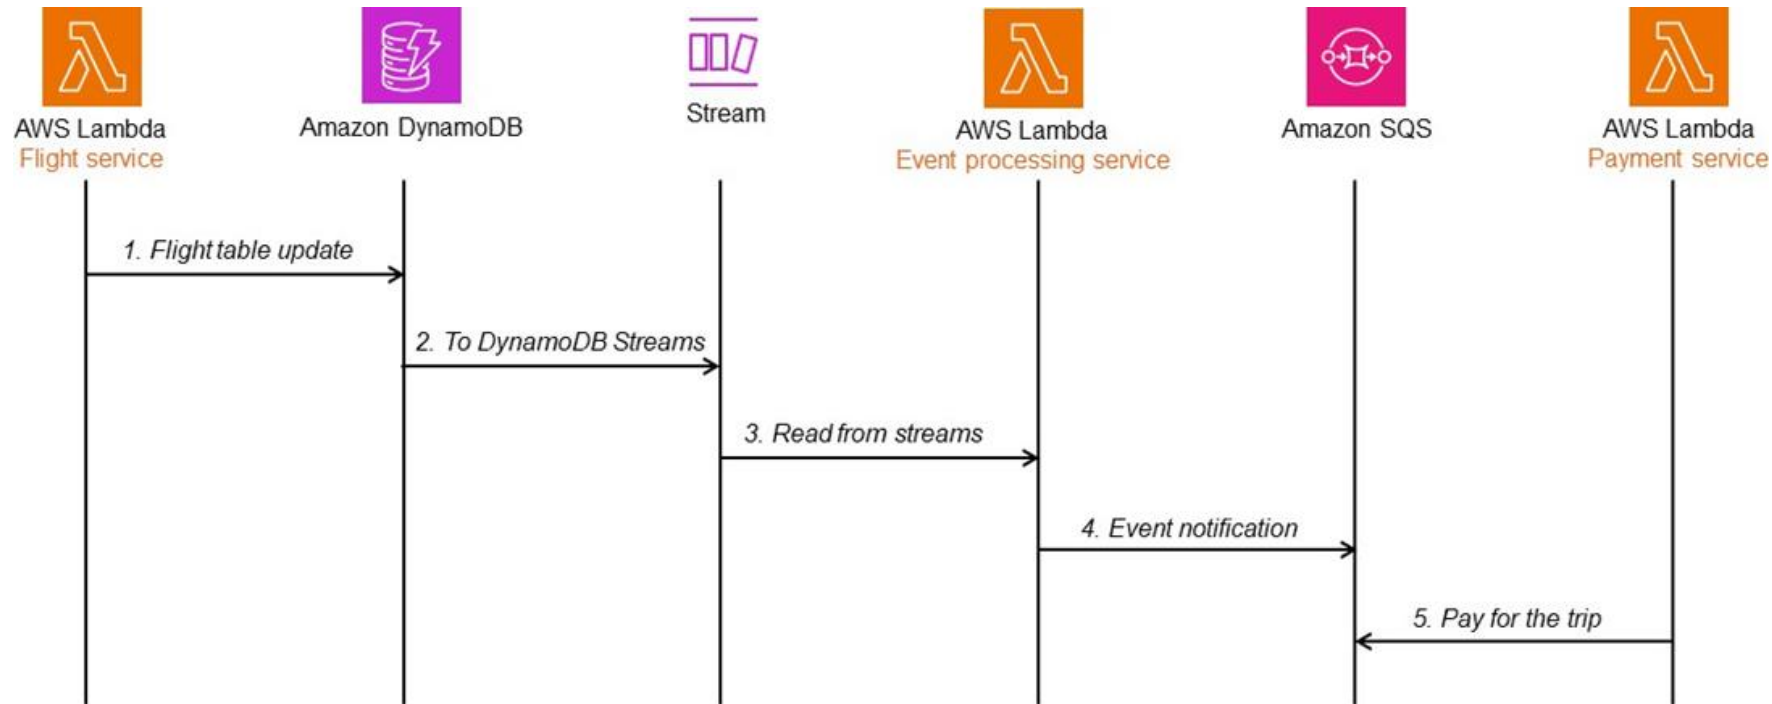 AWS Lambda
Flight service
Amazon DynamoDB
Stream
AWS Lambda
Event processing service
Amazon SQS
AWS Lambda
Payment service
1. Flight table update
2. To DynamoDB Streams
3. Read from streams
4. Event notification
5. Pay for the trip